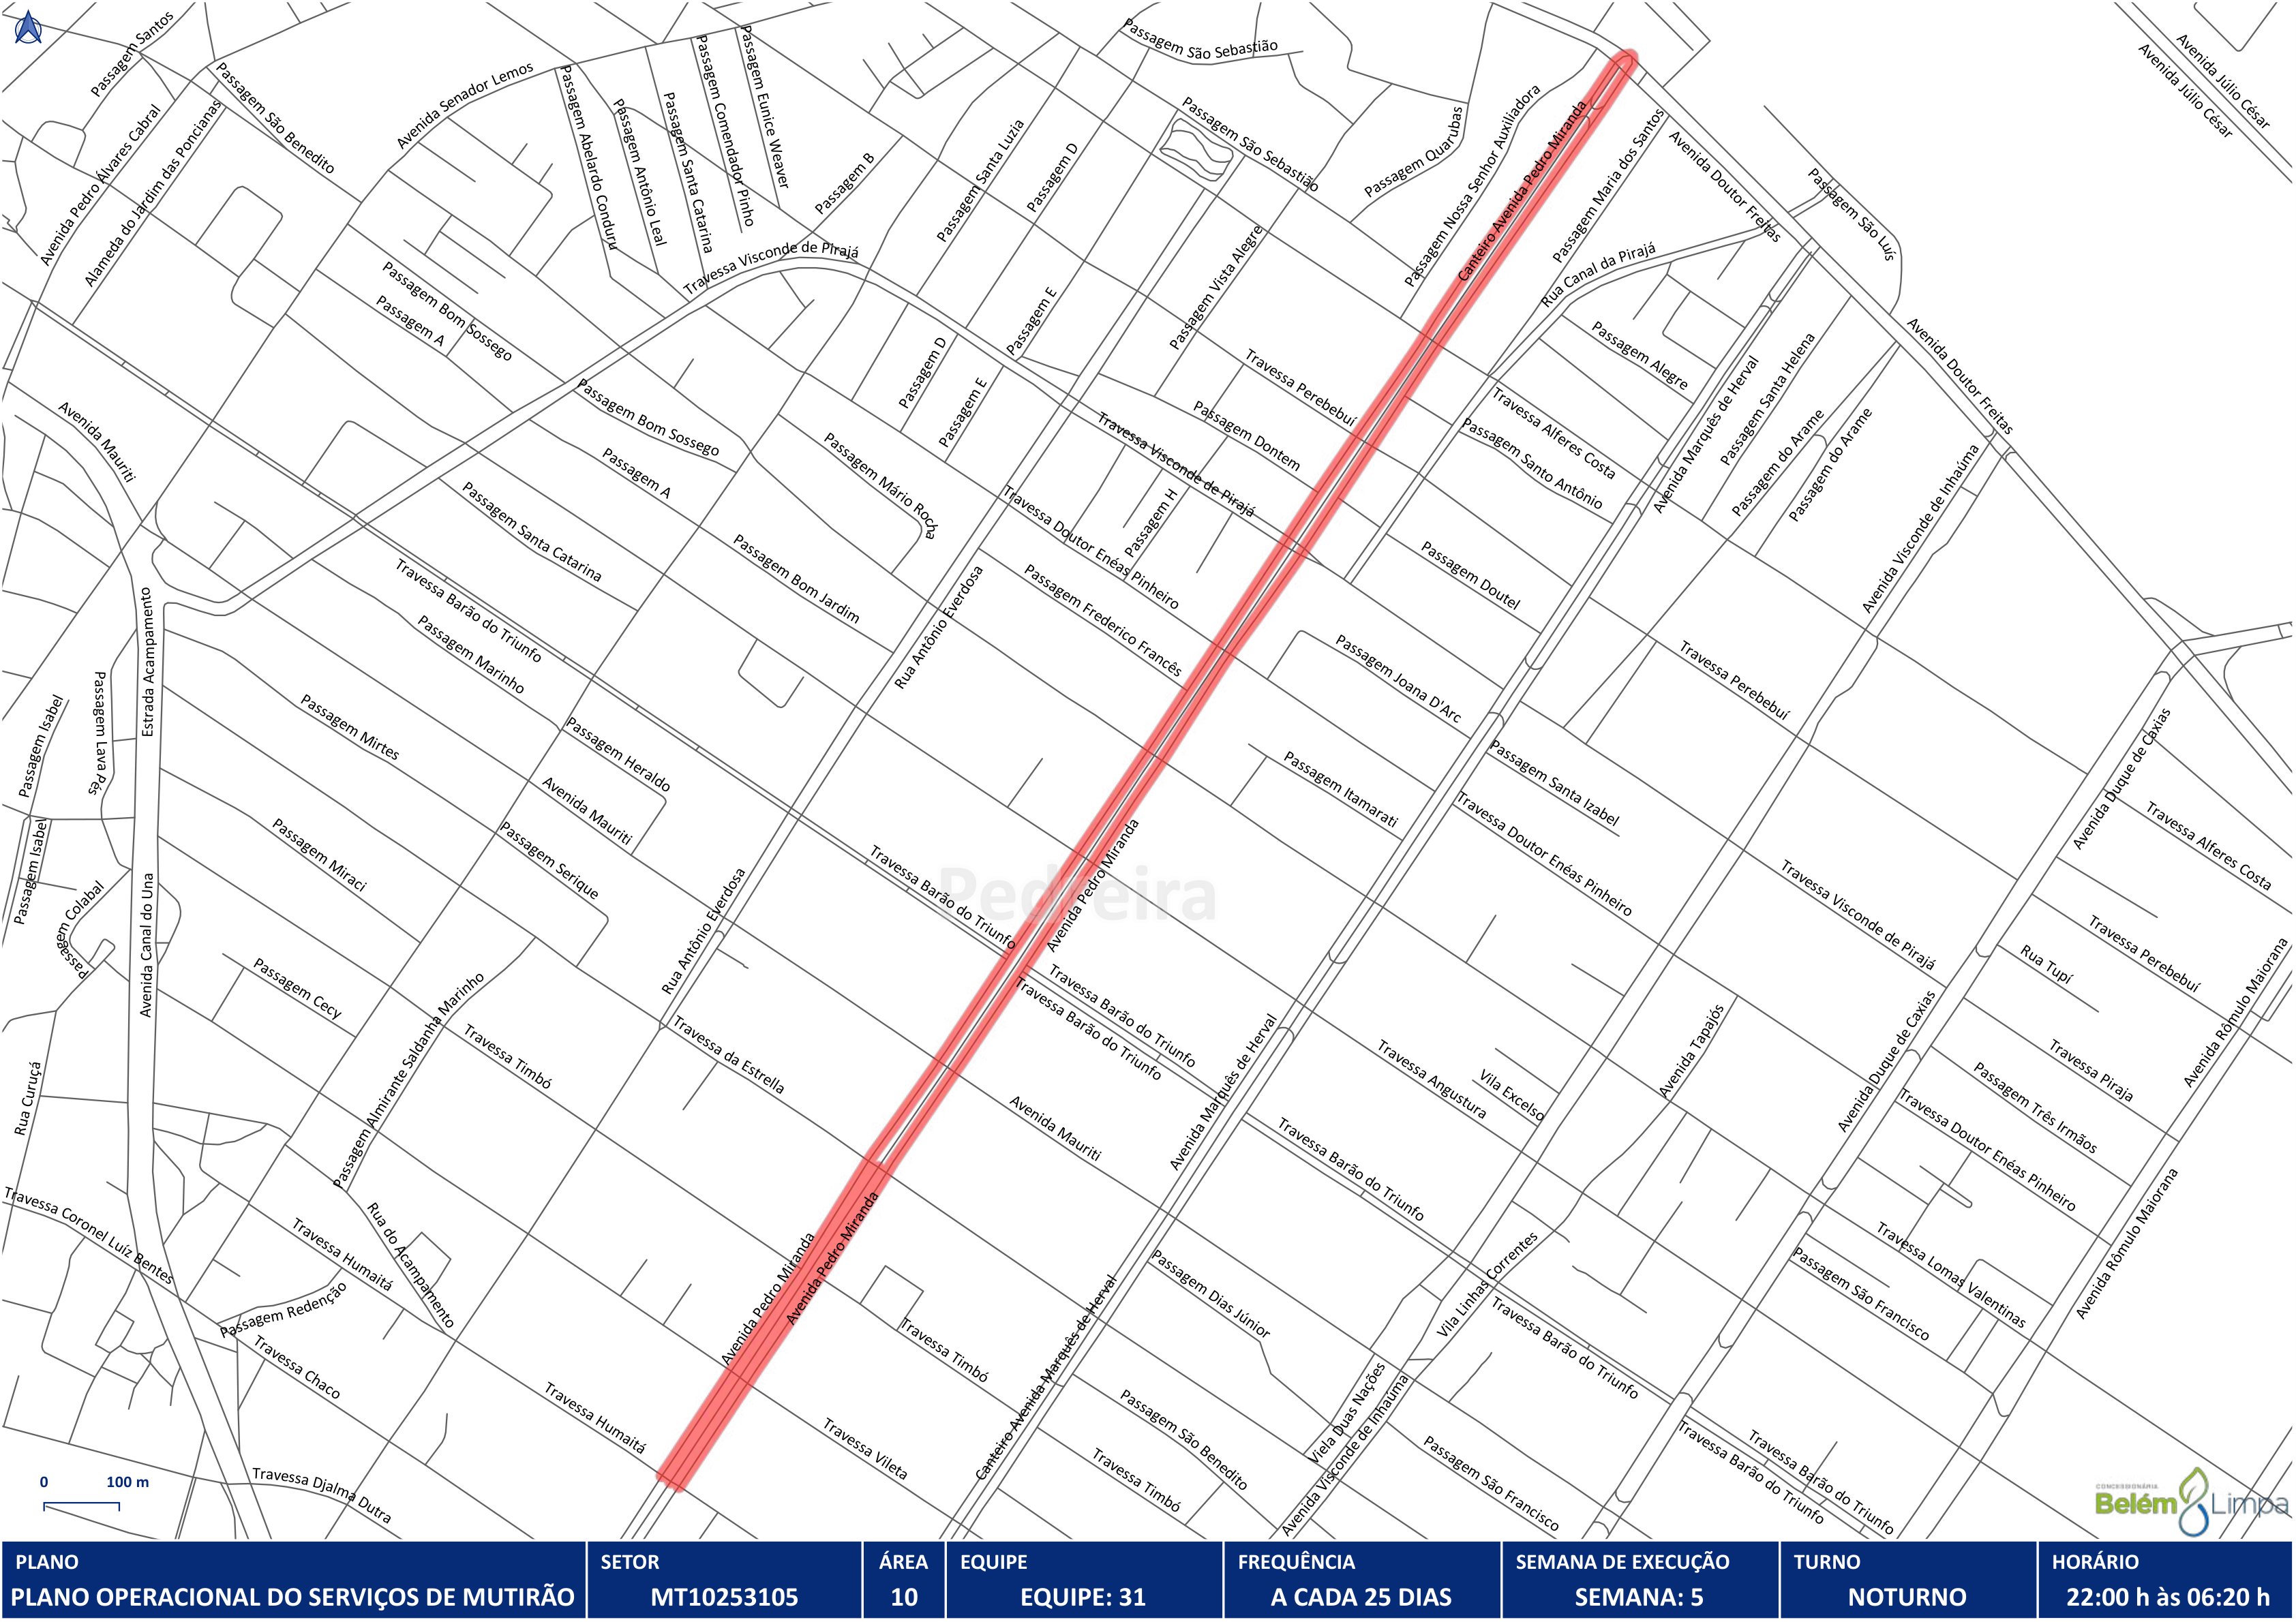 Passagem Santos
Passagem São Benedito
Avenida Pedro Álvares Cabral
Alameda do Jardim das Poncianas
Avenida Senador Lemos
Passagem Abelardo Conduru
Passagem Antônio Leal
Passagem Santa Catarina
Passagem Comendador Pinho
Passagem Eunice Weaver
Passagem B
Passagem Santa Luzia
Passagem D
Passagem São Sebastião
Passagem São Sebastião
Passagem Quarubas
Passagem Nossa Senhor Auxiliadora
Canteiro Avenida Pedro Miranda
Passagem Maria dos Santos
Avenida Doutor Freitas
Passagem São Luís
Avenida Júlio César
Avenida Júlio César
Rua Canal da Pirajá
Travessa Visconde de Pirajá
Passagem Bom Sossego
Passagem A
Passagem E
Passagem Vista Alegre
Passagem D
Passagem E
Travessa Perebebuí
Passagem Alegre
Avenida Marquês de Herval
Passagem Santa Helena
Avenida Doutor Freitas
Passagem do Arame
Passagem do Arame
Avenida Mauriti
Passagem Bom Sossego
Passagem A
Passagem Mário Rocha
Passagem Dontem
Travessa Visconde de Pirajá
Travessa Alferes Costa
Passagem Santo Antônio
Avenida Visconde de Inhaúma
Passagem Santa Catarina
Passagem Bom Jardim
Travessa Doutor Enéas Pinheiro
Passagem H
Passagem Doutel
Passagem Frederico Francês
Rua Antônio Everdosa
Travessa Barão do Triunfo
Passagem Marinho
Estrada Acampamento
Passagem Lava Pés
Passagem Isabel
Passagem Mirtes
Passagem Heraldo
Avenida Mauriti
Passagem Joana D'Arc
Travessa Perebebuí
Passagem Itamarati
Passagem Santa Izabel
Avenida Duque de Caxias
Travessa Alferes Costa
Passagem Isabel
Passagem Miraci
Passagem Serique
Travessa Doutor Enéas Pinheiro
Travessa Visconde de Pirajá
Avenida Pedro Miranda
Pedreira
Travessa Barão do Triunfo
Rua Antônio Everdosa
Passagem Colabal
Avenida Canal do Una
Passagem Cecy
Passagem Almirante Saldanha Marinho
Travessa Barão do Triunfo
Travessa Barão do Triunfo
Travessa Perebebuí
Rua Tupí
Avenida Rômulo Maiorana
Travessa Timbó
Travessa da Estrella
Avenida Marquês de Herval
Travessa Angustura
Vila Excelso
Avenida Tapajós
Avenida Duque de Caxias
Travessa Piraja
Passagem Três Irmãos
Travessa Doutor Enéas Pinheiro
Rua Curuçá
Avenida Mauriti
Travessa Barão do Triunfo
Travessa Coronel Luiz Bentes
Travessa Humaitá
Rua do Acampamento
Avenida Pedro Miranda
Avenida Pedro Miranda
Passagem Dias Júnior
Vila Linhas Correntes
Passagem São Francisco
Travessa Lomas Valentinas
Avenida Rômulo Maiorana
Passagem Redenção
Travessa Chaco
Travessa Humaitá
Travessa Timbó
Canteiro Avenida Marquês de Herval
Travessa Barão do Triunfo
Viela Duas Nações
Avenida Visconde de Inhaúma
Passagem São Benedito
Travessa Vileta
Travessa Timbó
Passagem São Francisco
Travessa Barão do Triunfo
Travessa Barão do Triunfo
Travessa Djalma Dutra
0 100 m
CONCESSIONÁRIA
Belém Limpa
PLANO
PLANO OPERACIONAL DO SERVIÇOS DE MUTIRÃO
SETOR
MT10253105
ÁREA
10
EQUIPE
EQUIPE: 31
FREQUÊNCIA
A CADA 25 DIAS
SEMANA DE EXECUÇÃO
SEMANA: 5
TURNO
NOTURNO
HORÁRIO
22:00 h às 06:20 h